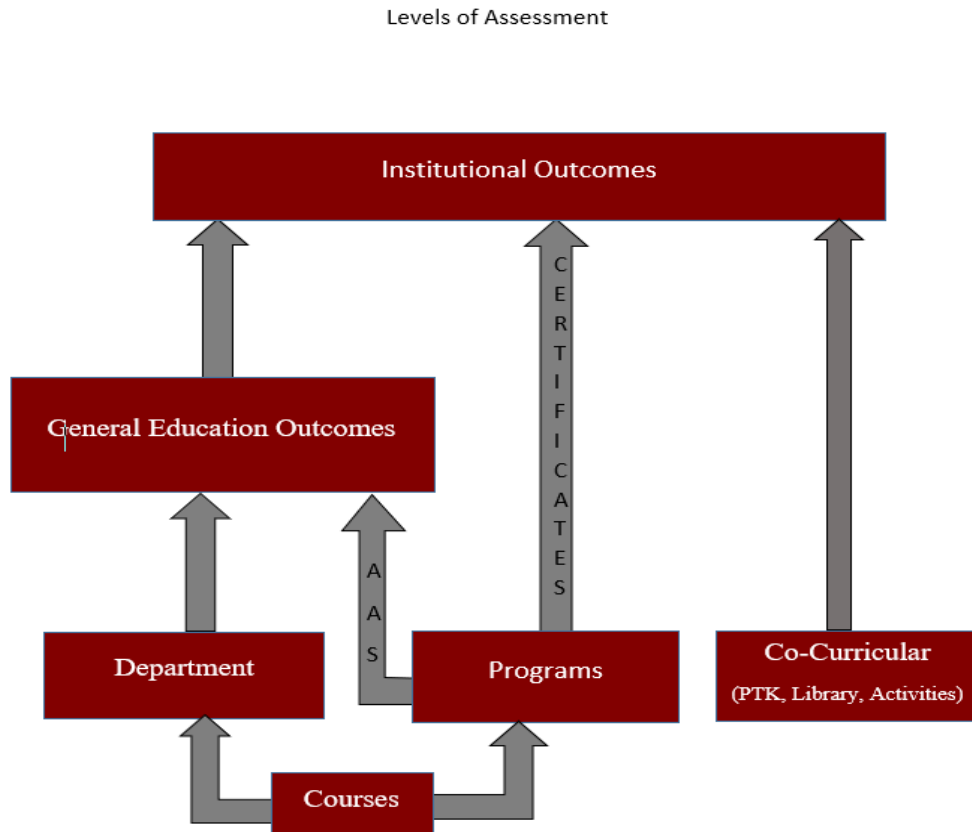 Levels of Assessment
Institutional Outcomes
CERTIFICATES
General Education Outcomes
AAS
Department
Programs
Co-Curricular
(PTK, Library, Activities)
Courses